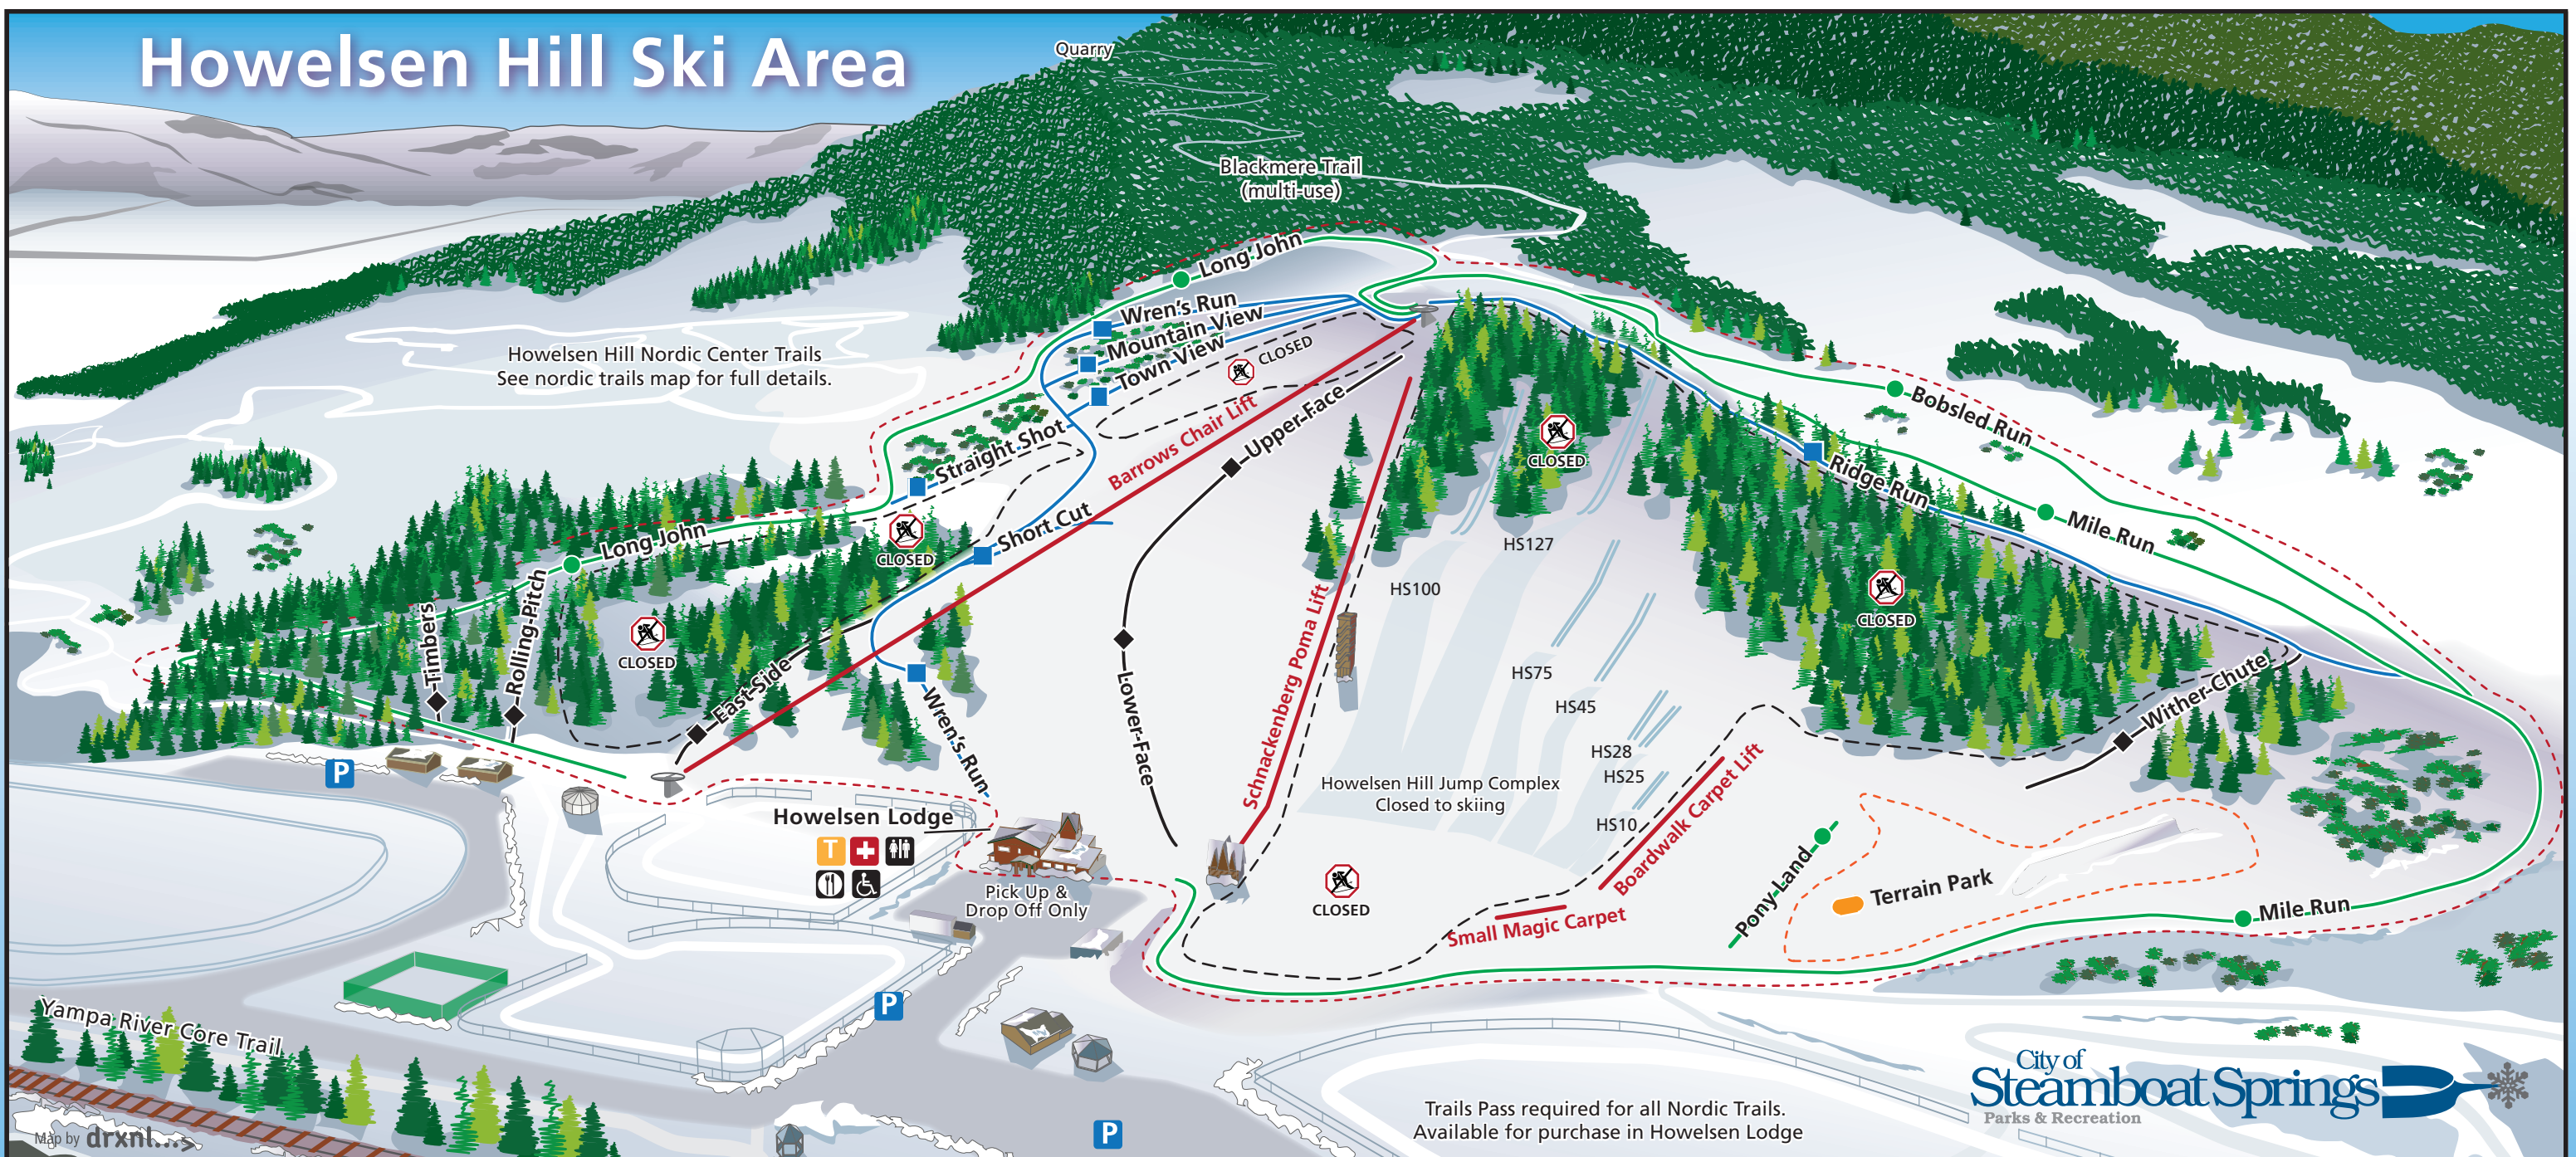 Howelsen Hill Ski Area
Quarry
Blackmere Trail
(multi-use)
Long John
Wren's Run
Mountain View
Town View
CLOSED
Howelsen Hill Nordic Center Trails
See nordic trails map for full details.
Straight Shot
Barrows Chair Lift
Upper-Face
CLOSED
Bobsled Run
Ridge Run
Mile Run
Long John
CLOSED
Short Cut
HS127
HS100
CLOSED
Timbers
Rolling-Pitch
CLOSED
East-Side
Wren's Run
Lower-Face
Schnackenberg Poma Lift
HS75
HS45
HS28
HS25
HS10
Wither-Chute
Howelsen Hill Jump Complex
Closed to skiing
Boardwalk Carpet Lift
P
Howelsen Lodge
T
Pick Up &
Drop Off Only
CLOSED
Small Magic Carpet
Pony Land
Terrain Park
Mile Run
P
Yampa River Core Trail
City of
Steamboat Springs
Parks & Recreation
Trails Pass required for all Nordic Trails.
Available for purchase in Howelsen Lodge
P
Map by drxnl...>